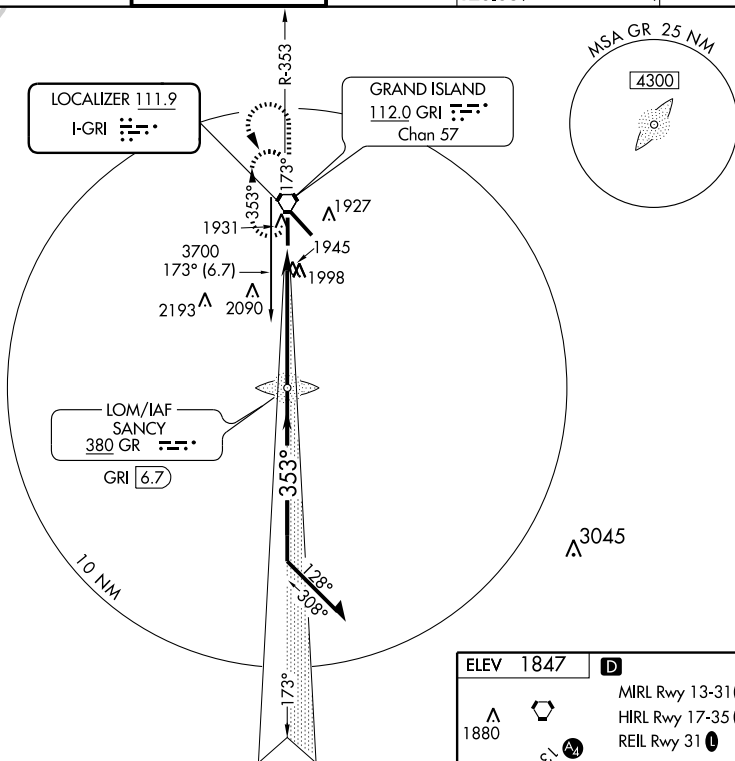 MSA GR 25 NM
4300
R-353
LOCALIZER 111.9
I-GRI
GRAND ISLAND
112.0 GRI
Chan 57
173°
353°
1931
1927
3700
173° (6.7)
1945
1998
2193
2090
LOM/IAF
SANCY
380 GR
GRI 6.7
353°
3045
10 NM
128°
308°
173°
ELEV 1847 D
MIRL Rwy 13-31
1880
HIRL Rwy 17-35
REIL Rwy 31 L
13 A4